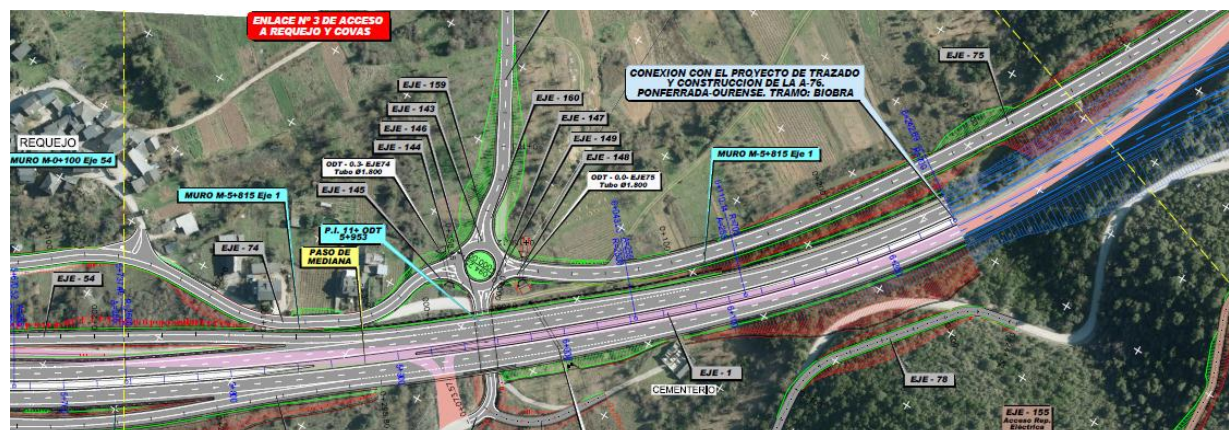 ENLACE Nº 3 DE ACCESO
A REQUEJO Y COVAS
EJE - 75
CONEXION CON EL PROYECTO DE TRAZADO
Y CONSTRUCCION DE LA A-76.
PONFERRADA-OURENSE. TRAMO: BIOBRA
EJE - 159
EJE - 160
EJE - 143
EJE - 147
EJE - 146
EJE - 149
EJE - 144
EJE - 148
REQUEJO
MURO M-0+100 Eje 54
ODT - 0.3- EJE74
Tubo Ø1.800
ODT - 0.0- EJE75
Tubo Ø1.800
MURO M-5+815 Eje 1
EJE - 145
MURO M-5+815 Eje 1
P.I. 11+ ODT
5+953
EJE - 74
PASO DE
MEDIANA
EJE - 54
EJE - 1
EJE - 78
CEMENTERIO
EJE - 155
Acceso Rep.
Eléctrica